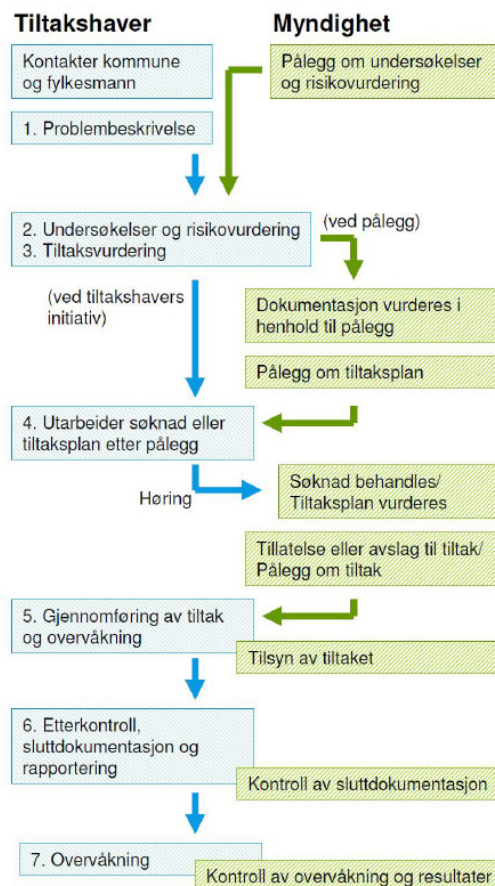 Tiltakshaver
Myndighet
Kontakter kommune
og fylkesmann
Pålegg om undersøkelser
og risikovurdering
1. Problembeskrivelse
2. Undersøkelser og risikovurdering
3. Tiltaksvurdering
(ved pålegg)
(ved tiltakshavers
initiativ)
Dokumentasjon vurderes i
henhold til pålegg
Pålegg om tiltaksplan
4. Utarbeider søknad eller
tiltaksplan etter pålegg
Høring
Søknad behandles/
Tiltaksplan vurderes
Tillatelse eller avslag til tiltak/
Pålegg om tiltak
5. Gjennomføring av tiltak
og overvåkning
Tilsyn av tiltaket
6. Etterkontroll,
sluttdokumentasjon og
rapportering
Kontroll av sluttdokumentasjon
7. Overvåkning
Kontroll av overvåkning og resultater